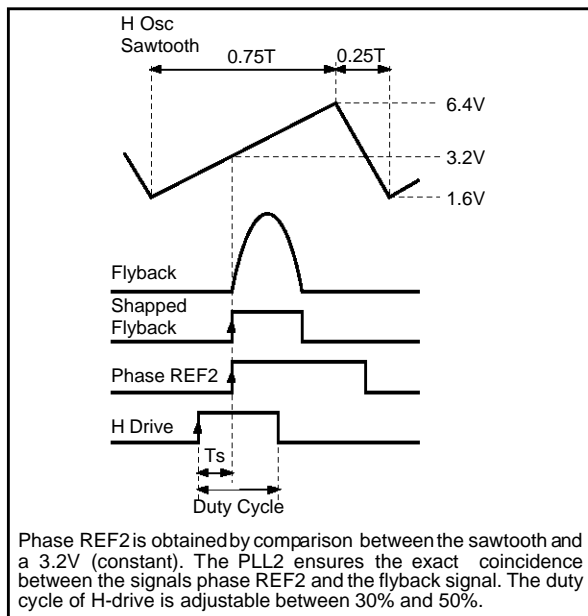 H Osc
Sawtooth
0.75T
0.25T
6.4V
3.2V
1.6V
Flyback
Shapped
Flyback
Phase REF2
H Drive
Ts
Duty Cycle
Phase REF2 is obtained by comparison between the sawtooth and
a 3.2V (constant). The PLL2 ensures the exact coincidence
between the signals phase REF2 and the flyback signal. The duty
cycle of H-drive is adjustable between 30% and 50%.